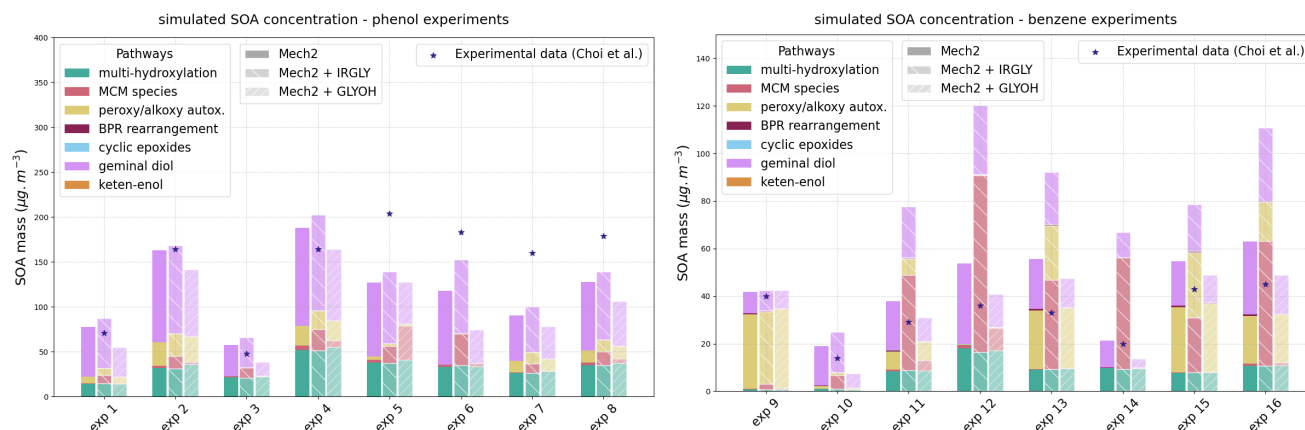 simulated SOA concentration - phenol experiments
SOA mass (μg. m⁻³)
400
350
300
250
200
150
100
50
0
Pathways
multi-hydroxylation
MCM species
peroxy/alkoxy autox.
BPR rearrangement
cyclic epoxides
geminal diol
keten-enol
Mech2
Mech2 + IRGLY
Mech2 + GLYOH
Experimental data (Choi et al.)
exp 1
exp 2
exp 3
exp 4
exp 5
exp 6
exp 7
exp 8
simulated SOA concentration - benzene experiments
SOA mass (μg. m⁻³)
140
120
100
80
60
40
20
0
Pathways
multi-hydroxylation
MCM species
peroxy/alkoxy autox.
BPR rearrangement
cyclic epoxides
geminal diol
keten-enol
Mech2
Mech2 + IRGLY
Mech2 + GLYOH
Experimental data (Choi et al.)
exp 9
exp 10
exp 11
exp 12
exp 13
exp 14
exp 15
exp 16